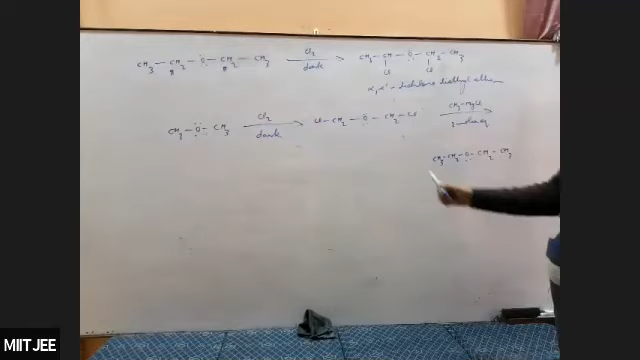 CH3 — CH2 — Ö — CH2 — CH3 Cl2 dark > CH3 — CH — Ö — CH — CH3
Cl Cl
α, α' - dichloro diethyl ether
CH3 — Ö — CH3 Cl2 dark → Cl — CH2 — Ö — CH2 — Cl CH3 — MgCl
CH3 — CH2 — Ö — CH2 — CH3
MIIT JEE